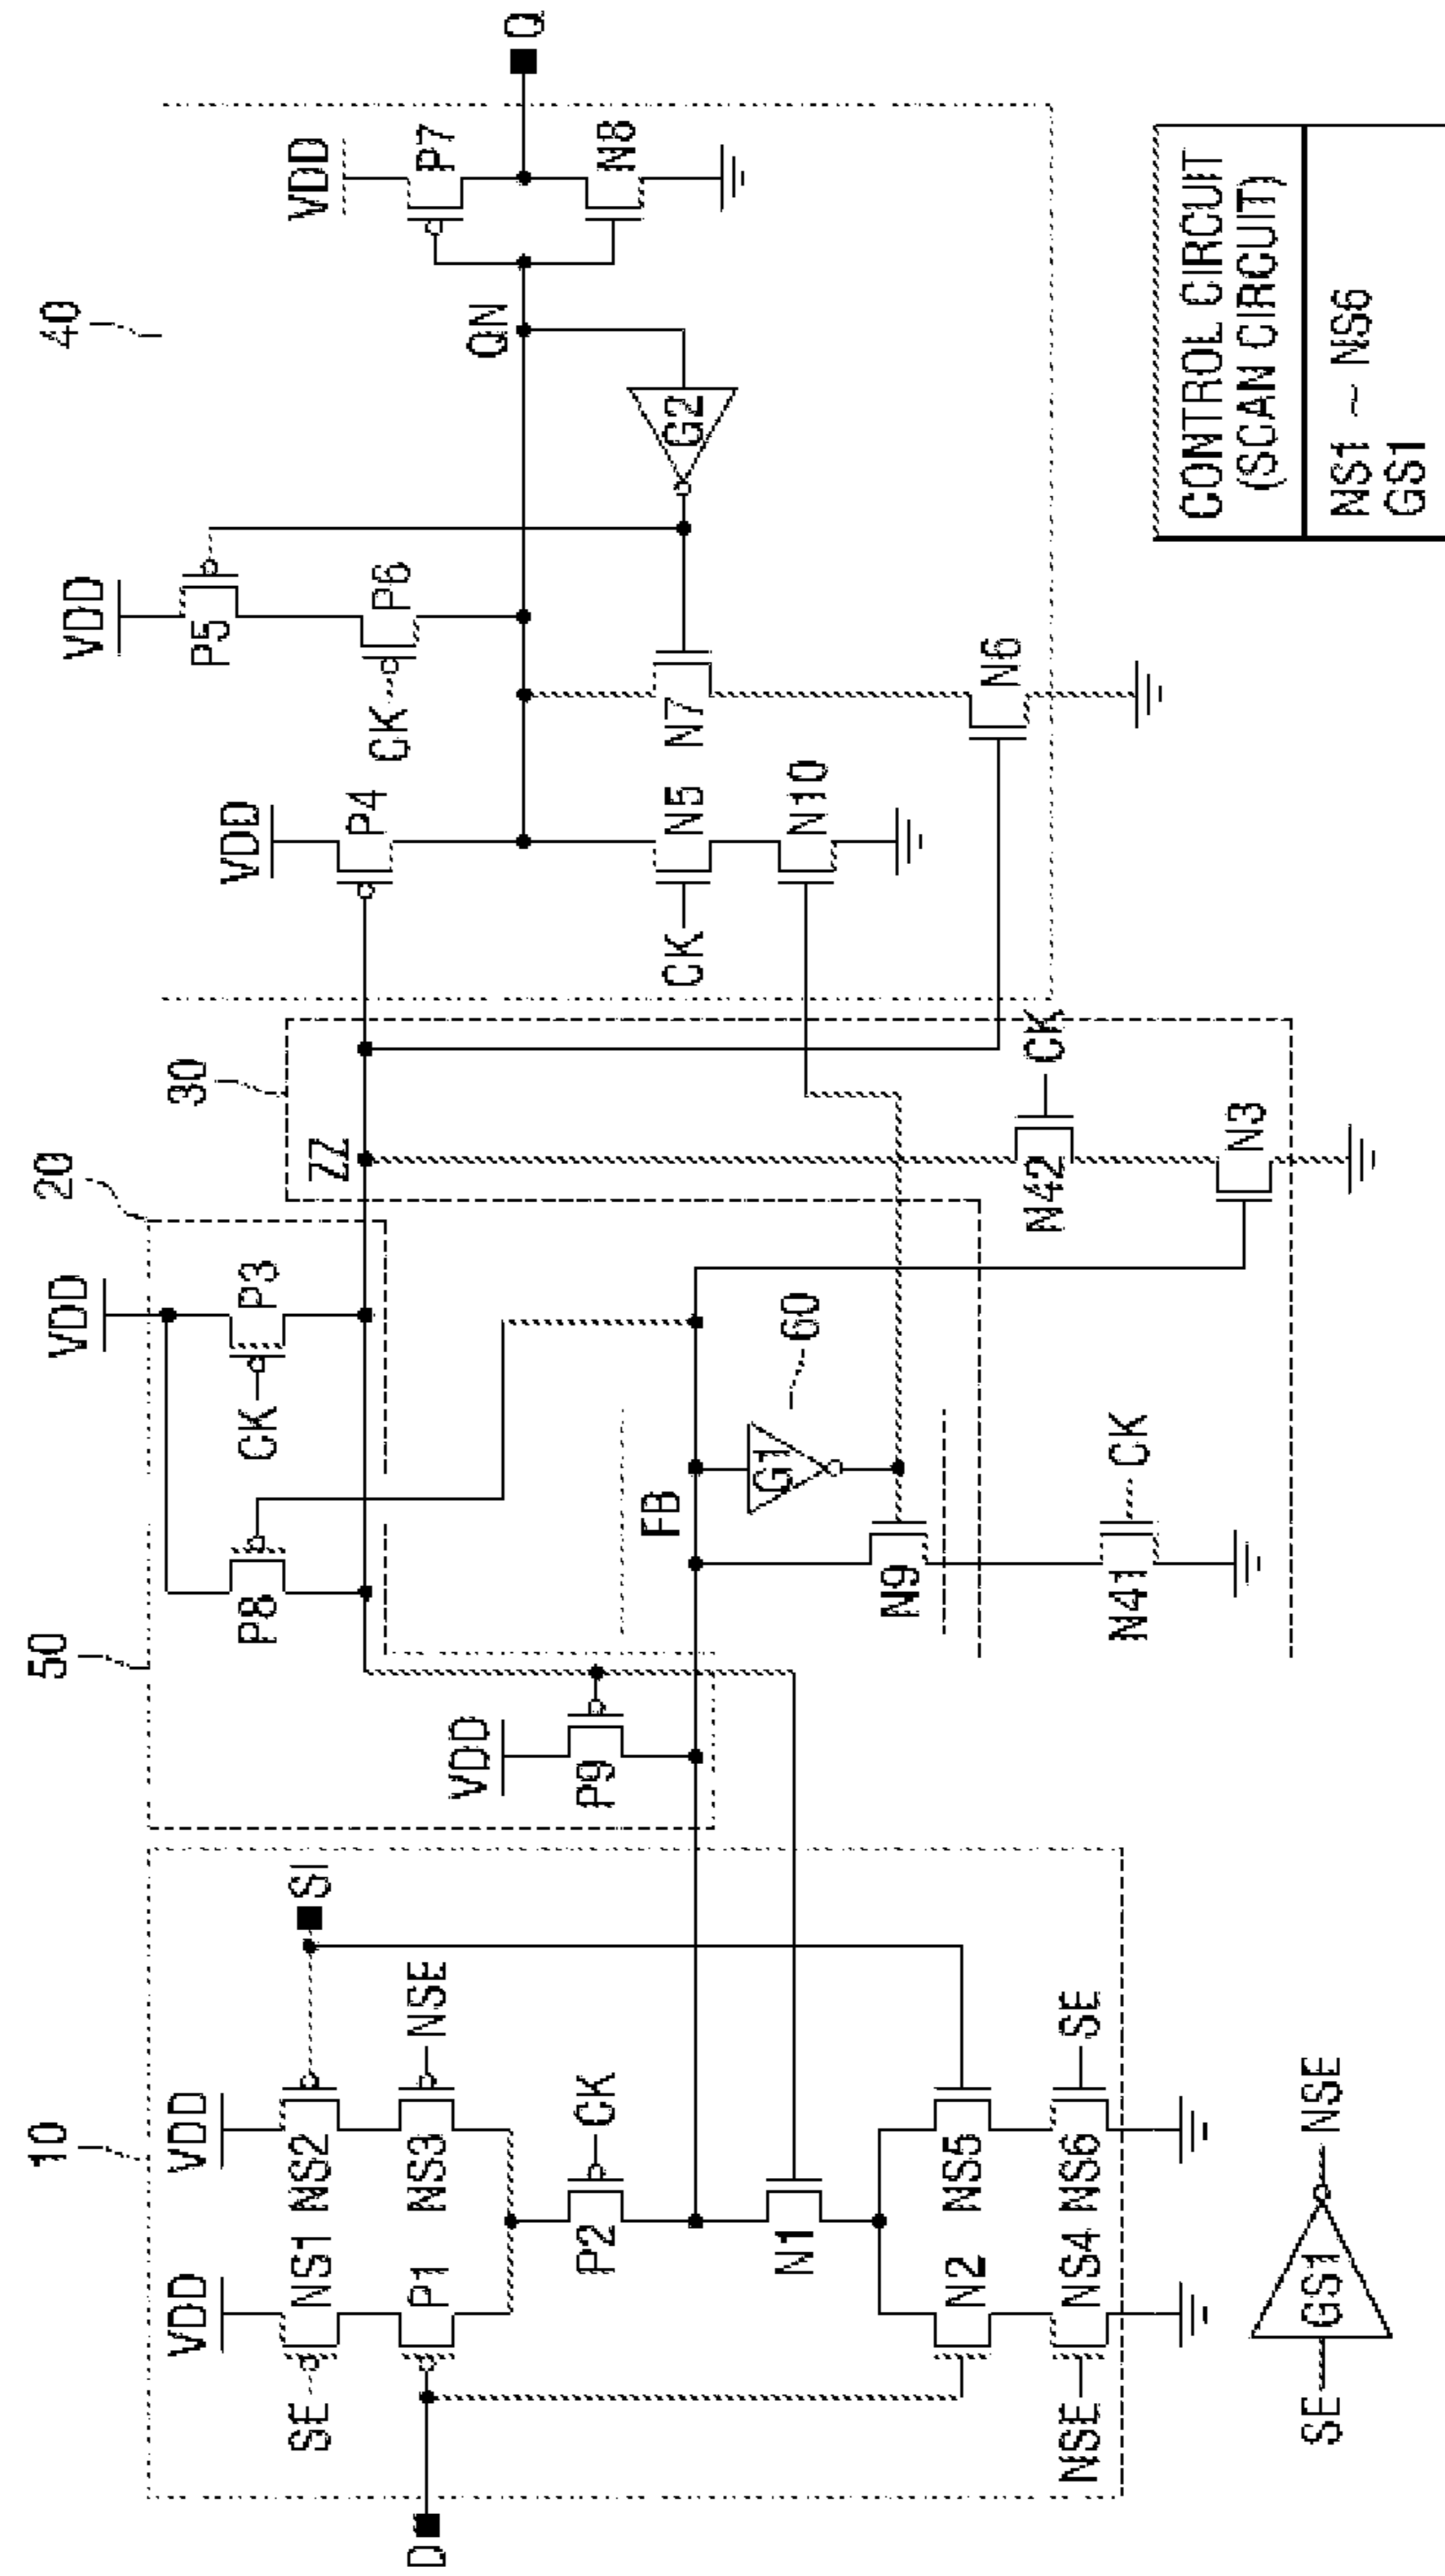 10
50
20
30
40
VDD
VDD
SE
NS1
NS2
SI
D
P1
NS3
NSE
P2
CK
N1
N2
NS5
NSE
NS4
NS6
SE
SE
GS1
NSE
VDD
P9
P8
VDD
CK
P3
ZZ
FB
G1
60
N9
N41
CK
N42
CK
N3
VDD
P4
CK
N5
N10
VDD
P5
CK
P6
N7
N6
G2
QN
VDD
P7
N8
Q
CONTROL CIRCUIT
(SCAN CIRCUIT)
NS1 ~ NS6
GS1